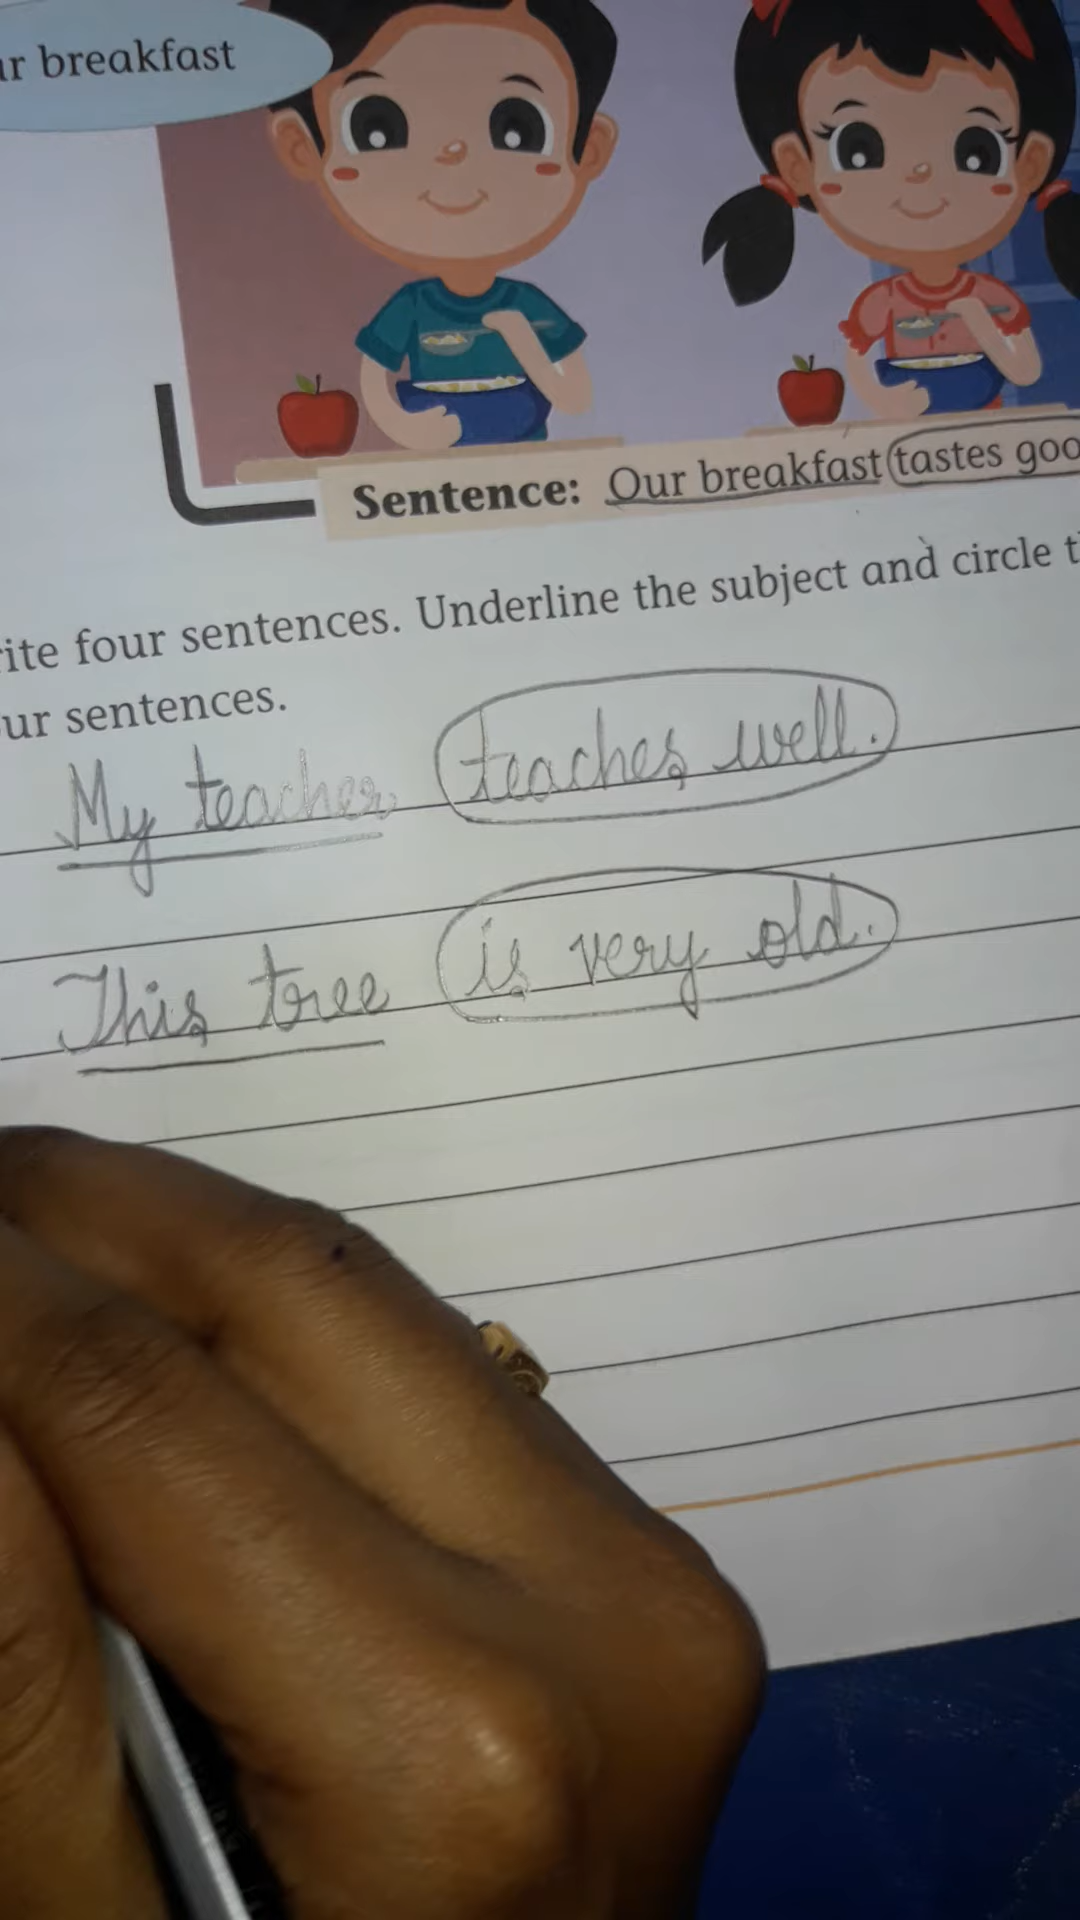 ur breakfast
Sentence: Our breakfast tastes goo
ite four sentences. Underline the subject and circle t
ur sentences.
My teacher teaches well.
This tree is very old.